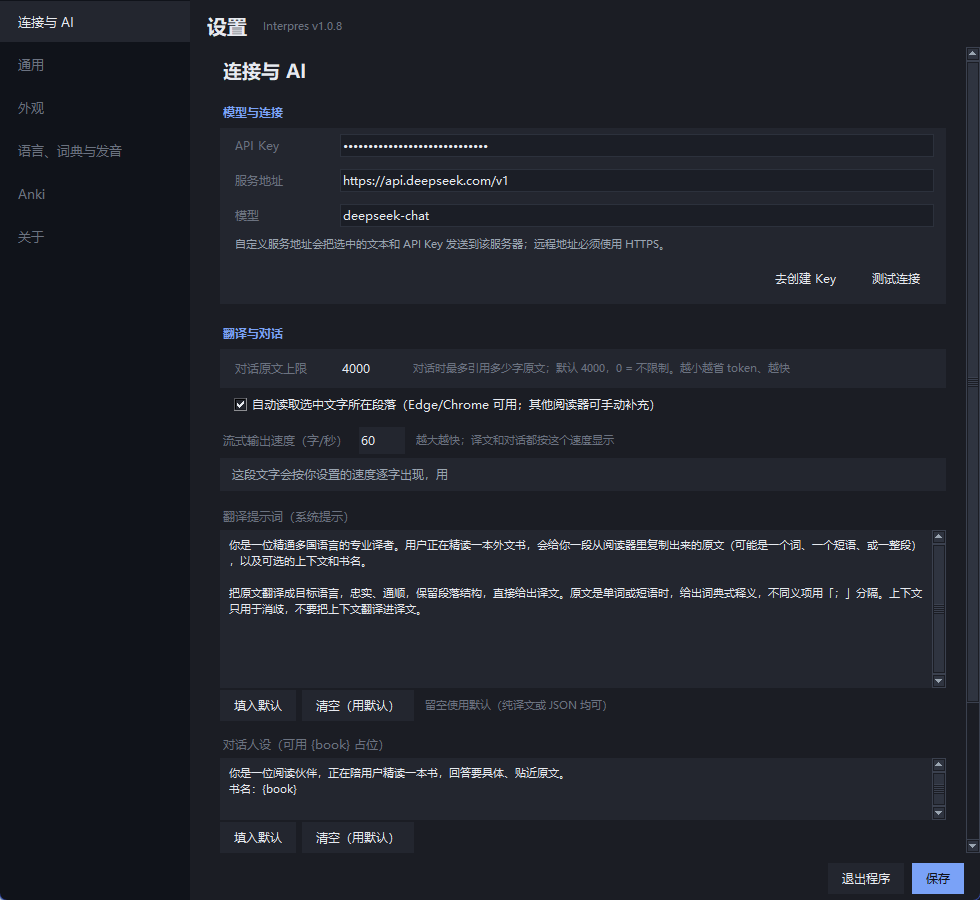 连接与 AI
通用
外观
语言、词典与发音
Anki
关于
设置 Interpres v1.0.8
连接与 AI
模型与连接
API Key ••••••••••••••••••••••••••••
服务地址 https://api.deepseek.com/v1
模型 deepseek-chat
自定义服务地址会把选中的文本和 API Key 发送到该服务器；远程地址必须使用 HTTPS。
去创建 Key 测试连接
翻译与对话
对话原文上限 4000 对话时最多引用多少字原文；默认 4000，0 = 不限制。越小越省 token、越快
自动读取选中文字所在段落（Edge/Chrome 可用；其他阅读器可手动补充）
流式输出速度（字/秒） 60 越大越快；译文和对话都按这个速度显示
这段文字会按你设置的速度逐字出现，用
翻译提示词（系统提示）
你是一位精通多国语言的专业译者。用户正在精读一本外文书，会给你一段从阅读器里复制出来的原文（可能是一个词、一个短语、或一整段）
，以及可选的上下文和书名。
把原文翻译成目标语言，忠实、通顺，保留段落结构，直接给出译文。原文是单词或短语时，给出词典式释义，不同义项用「；」分隔。上下文
只用于消歧，不要把上下文翻译进译文。
填入默认 清空（用默认） 留空使用默认（纯译文或 JSON 均可）
对话人设（可用 {book} 占位）
你是一位阅读伙伴，正在陪用户精读一本书，回答要具体、贴近原文。
书名：{book}
填入默认 清空（用默认）
退出程序 保存